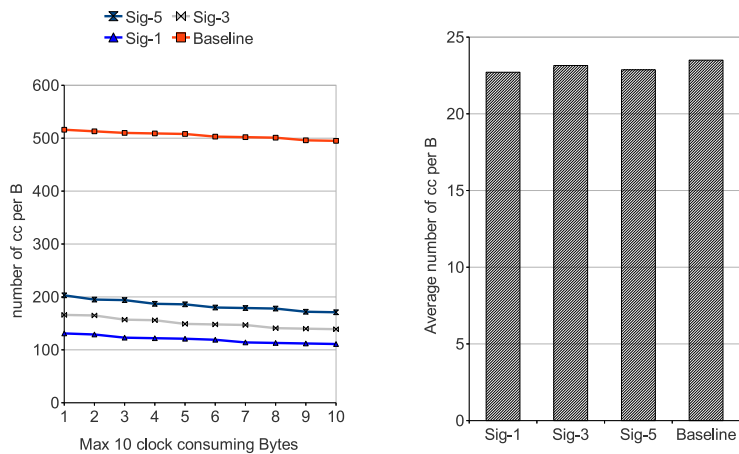 Sig-5 Sig-3
Sig-1 Baseline
600
500
400
300
200
100
0
number of cc per B
1 2 3 4 5 6 7 8 9 10
Max 10 clock consuming Bytes
25
20
15
10
5
0
Average number of cc per B
Sig-1 Sig-3 Sig-5 Baseline